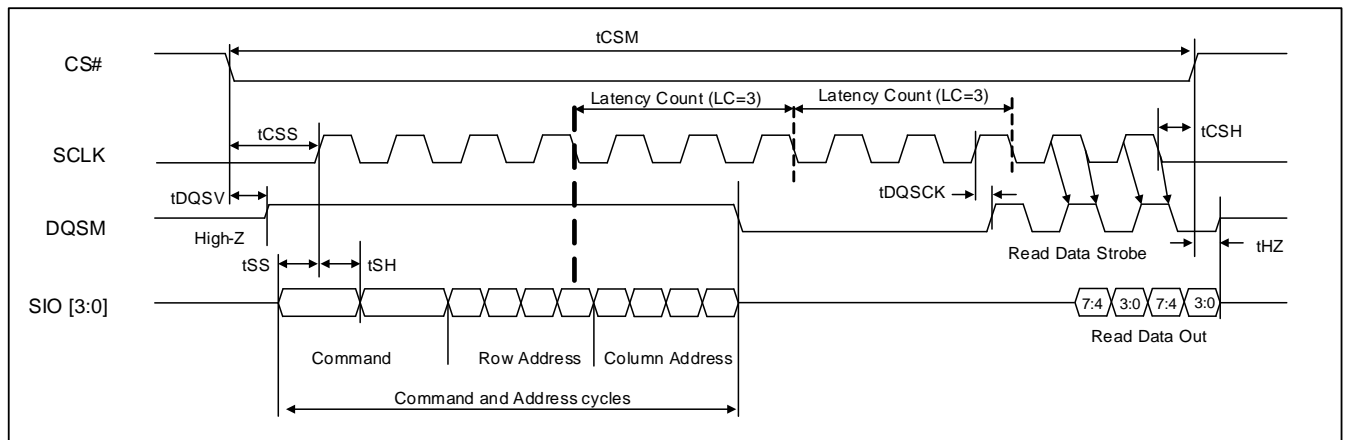 tCSM
CS#
Latency Count (LC=3)
Latency Count (LC=3)
tCSS
tCSH
SCLK
tDQSV
tDQSCK
DQSM
High-Z
Read Data Strobe
tHZ
tSS
tSH
SIO [3:0]
7:4
3:0
7:4
3:0
Read Data Out
Command
Row Address
Column Address
Command and Address cycles